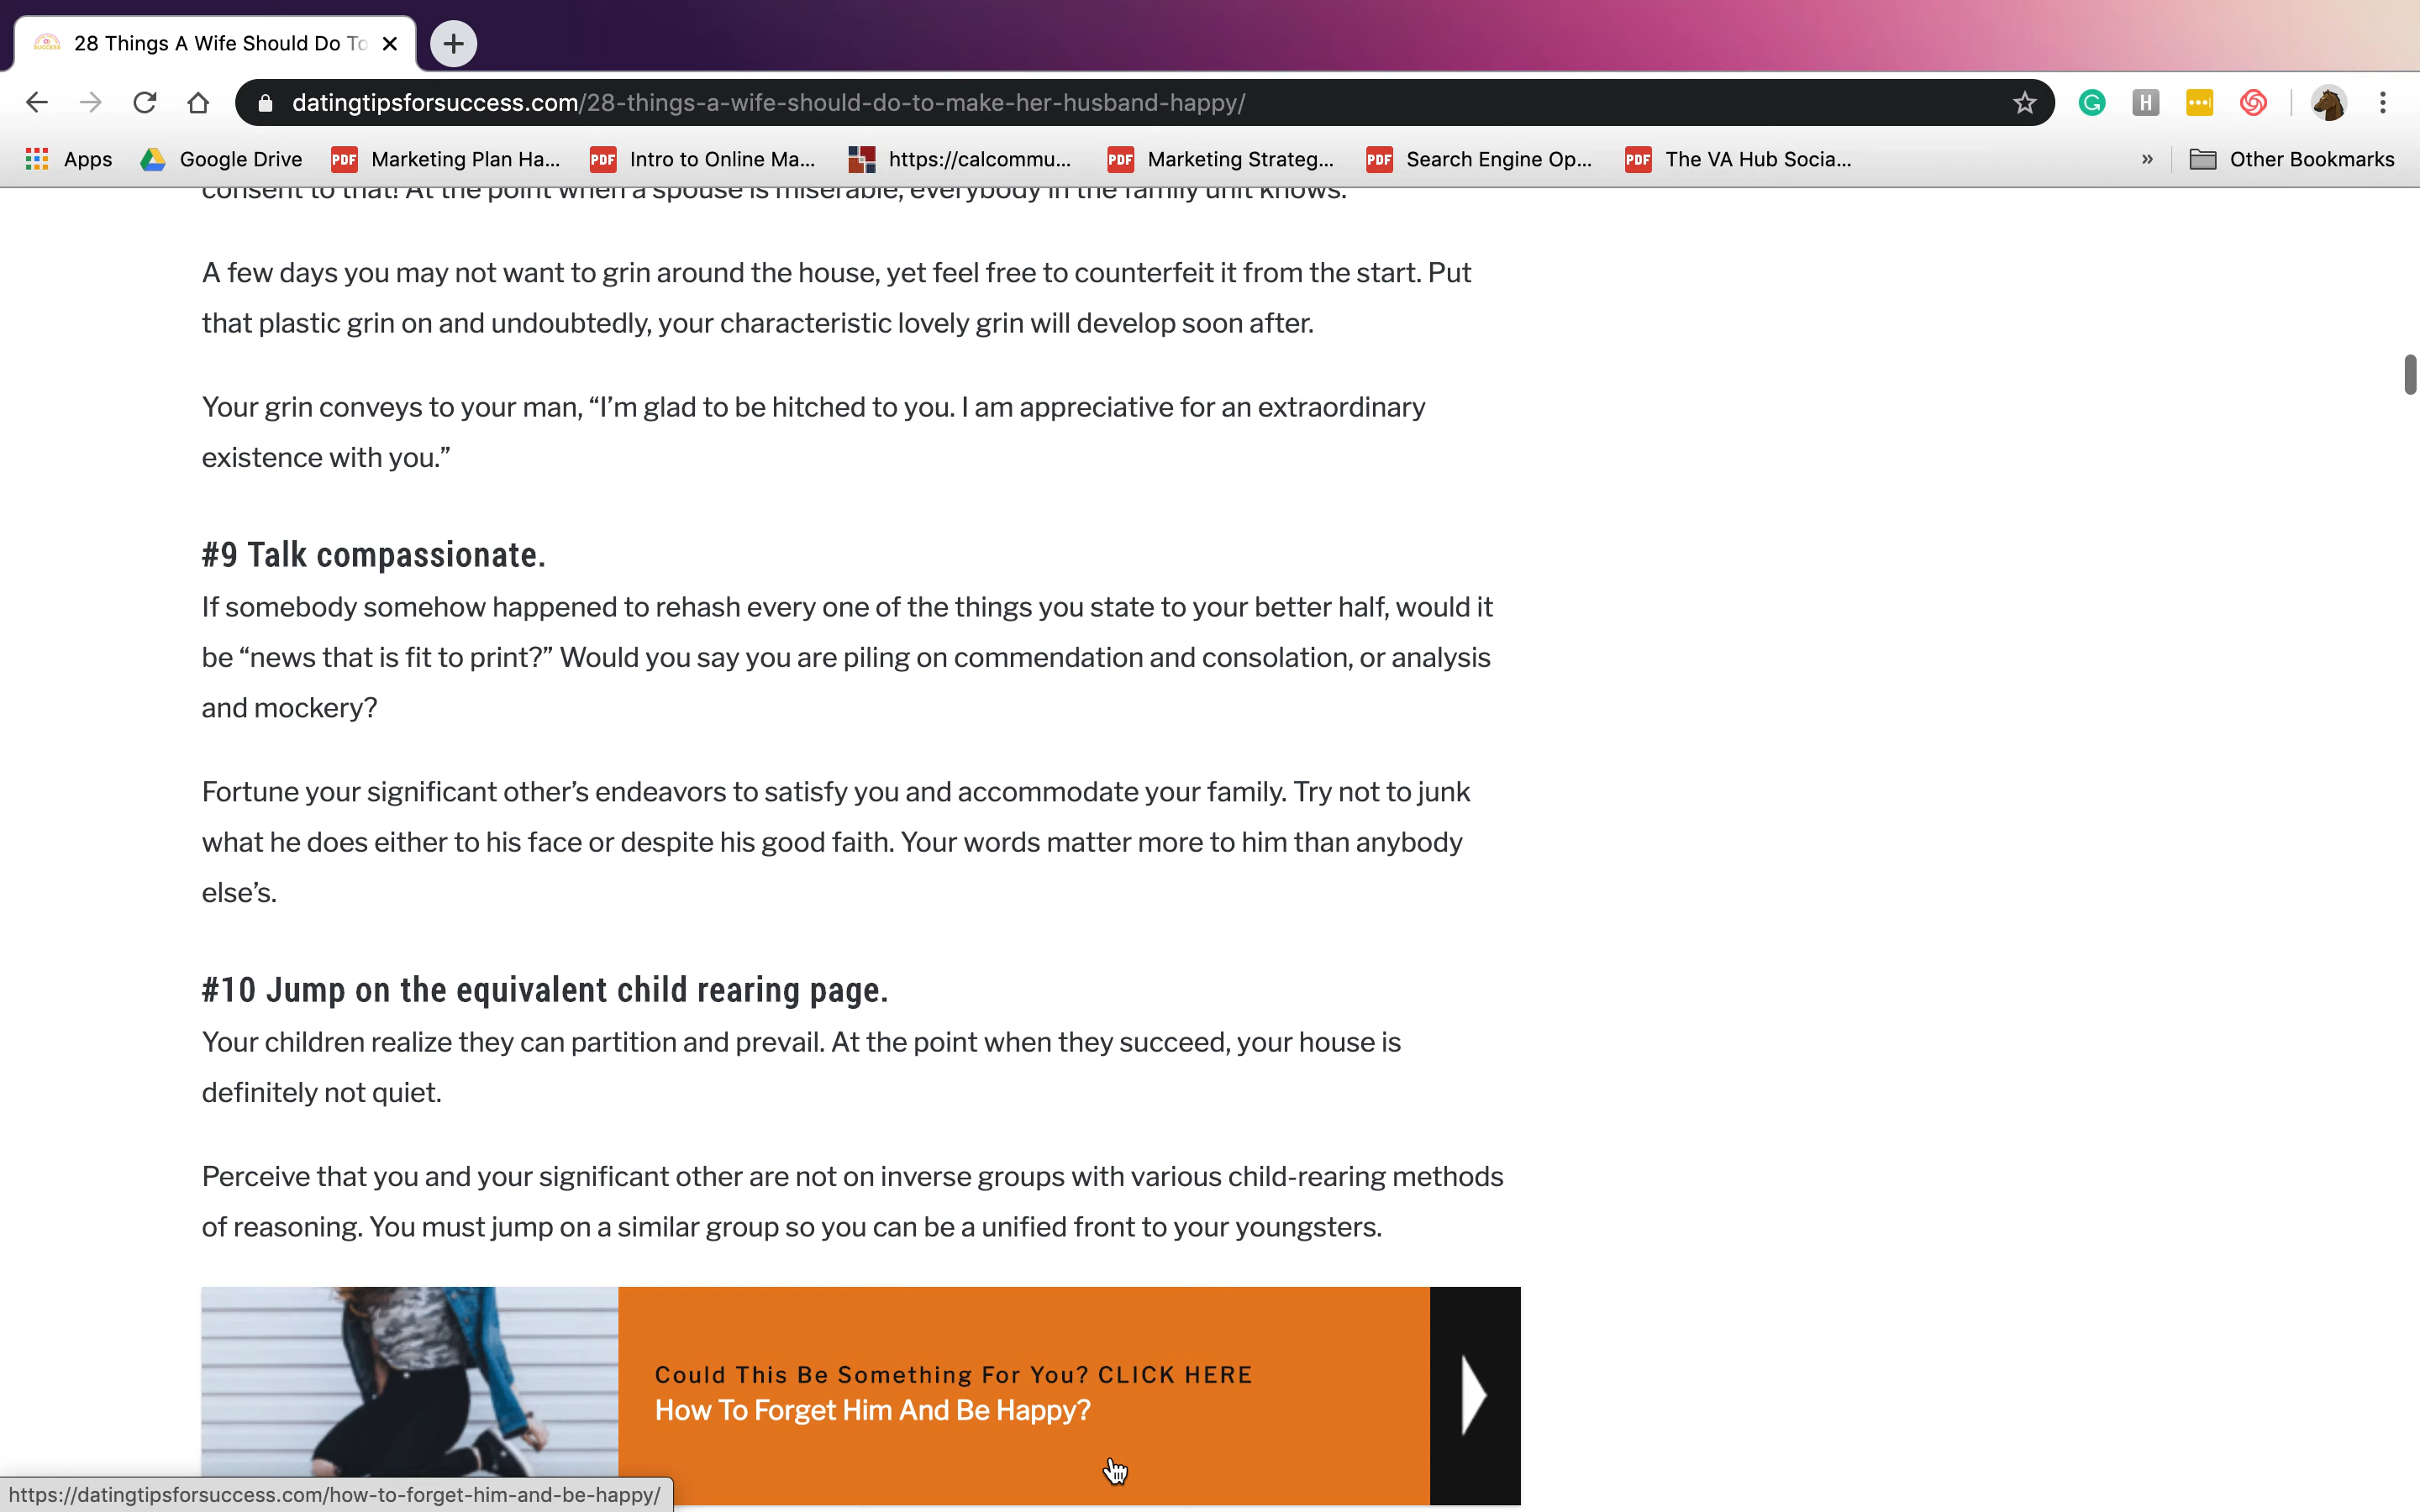 28 Things A Wife Should Do To
datingtipsforsuccess.com/28-things-a-wife-should-do-to-make-her-husband-happy/
G H
Apps Google Drive PDF Marketing Plan Ha... PDF Intro to Online Ma... https://calcommu... PDF Marketing Strateg... PDF Search Engine Op... PDF The VA Hub Socia... » Other Bookmarks
consent to that! At the point when a spouse is miserable, everybody in the family unit knows.
A few days you may not want to grin around the house, yet feel free to counterfeit it from the start. Put
that plastic grin on and undoubtedly, your characteristic lovely grin will develop soon after.
Your grin conveys to your man, “I’m glad to be hitched to you. I am appreciative for an extraordinary
existence with you.”
#9 Talk compassionate.
If somebody somehow happened to rehash every one of the things you state to your better half, would it
be “news that is fit to print?” Would you say you are piling on commendation and consolation, or analysis
and mockery?
Fortune your significant other’s endeavors to satisfy you and accommodate your family. Try not to junk
what he does either to his face or despite his good faith. Your words matter more to him than anybody
else’s.
#10 Jump on the equivalent child rearing page.
Your children realize they can partition and prevail. At the point when they succeed, your house is
definitely not quiet.
Perceive that you and your significant other are not on inverse groups with various child-rearing methods
of reasoning. You must jump on a similar group so you can be a unified front to your youngsters.
Could This Be Something For You? CLICK HERE
How To Forget Him And Be Happy?
https://datingtipsforsuccess.com/how-to-forget-him-and-be-happy/